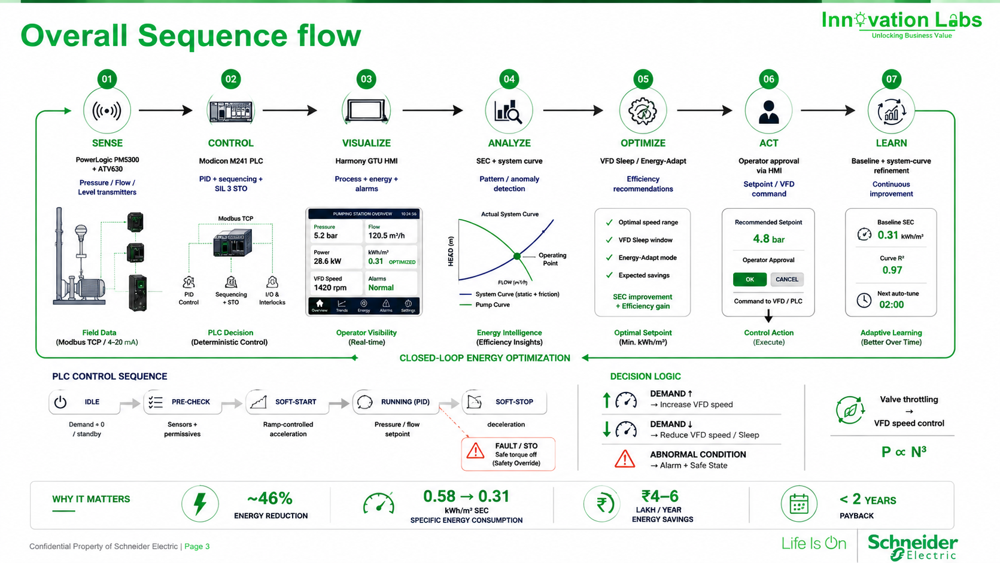 Overall Sequence flow
Innovation Labs
Unlocking Business Value
01
02
03
04
05
06
07
SENSE
PowerLogic PM5300
+ ATV630
Pressure / Flow /
Level transmitters
CONTROL
Modicon M241 PLC
PID + sequencing +
SIL 3 STO
VISUALIZE
Harmony GTU HMI
Process + energy +
alarms
ANALYZE
SEC + system curve
Pattern / anomaly
detection
OPTIMIZE
VFD Sleep / Energy-Adapt
Efficiency
recommendations
ACT
Operator approval
via HMI
Setpoint / VFD
command
LEARN
Baseline + system-curve
refinement
Continuous
improvement
Modbus TCP
PID
Control
Sequencing
+ STO
I/O &
Interlocks
PUMPING STATION OVERVEW 10:24:56
Pressure
5.2 bar
Flow
120.5 m³/h
Power
28.6 kW
kWh/m³
0.31 OPTIMIZED
VFD Speed
1420 rpm
Alarms
Normal
Overview
Trends
Energy
Alarms
Settings
Actual System Curve
HEAD (m)
Operating
Point
System Curve (static + friction)
Pump Curve
Optimal speed range
VFD Sleep window
Energy-Adapt mode
Expected savings
SEC improvement
+ Efficiency gain
Recommended Setpoint
4.8 bar
Operator Approval
OK
CANCEL
Command to VFD / PLC
Baseline SEC
0.31 kWh/m³
Curve R²
0.97
Next auto-tune
02:00
Field Data
(Modbus TCP / 4–20 mA)
PLC Decision
(Deterministic Control)
Operator Visibility
(Real-time)
Energy Intelligence
(Efficiency Insights)
Optimal Setpoint
(Min. kWh/m³)
Control Action
(Execute)
Adaptive Learning
(Better Over Time)
CLOSED-LOOP ENERGY OPTIMIZATION
PLC CONTROL SEQUENCE
IDLE
Demand ÷ 0
/ standby
PRE-CHECK
Sensors +
permissives
SOFT-START
Ramp-controlled
acceleration
RUNNING (PID)
Pressure / flow
setpoint
SOFT-STOP
deceleration
FAULT / STO
Safe torque off
(Safety Override)
DECISION LOGIC
DEMAND ↑
→ Increase VFD speed
DEMAND ↓
→ Reduce VFD speed / Sleep
ABNORMAL CONDITION
→ Alarm + Safe State
Valve throttling
→
VFD speed control
P ∝ N³
WHY IT MATTERS
~46%
ENERGY REDUCTION
0.58 → 0.31
kWh/m³ SEC
SPECIFIC ENERGY CONSUMPTION
₹4–6
LAKH / YEAR
ENERGY SAVINGS
< 2 YEARS
PAYBACK
Confidential Property of Schneider Electric | Page 3
Life Is On
Schneider
Electric